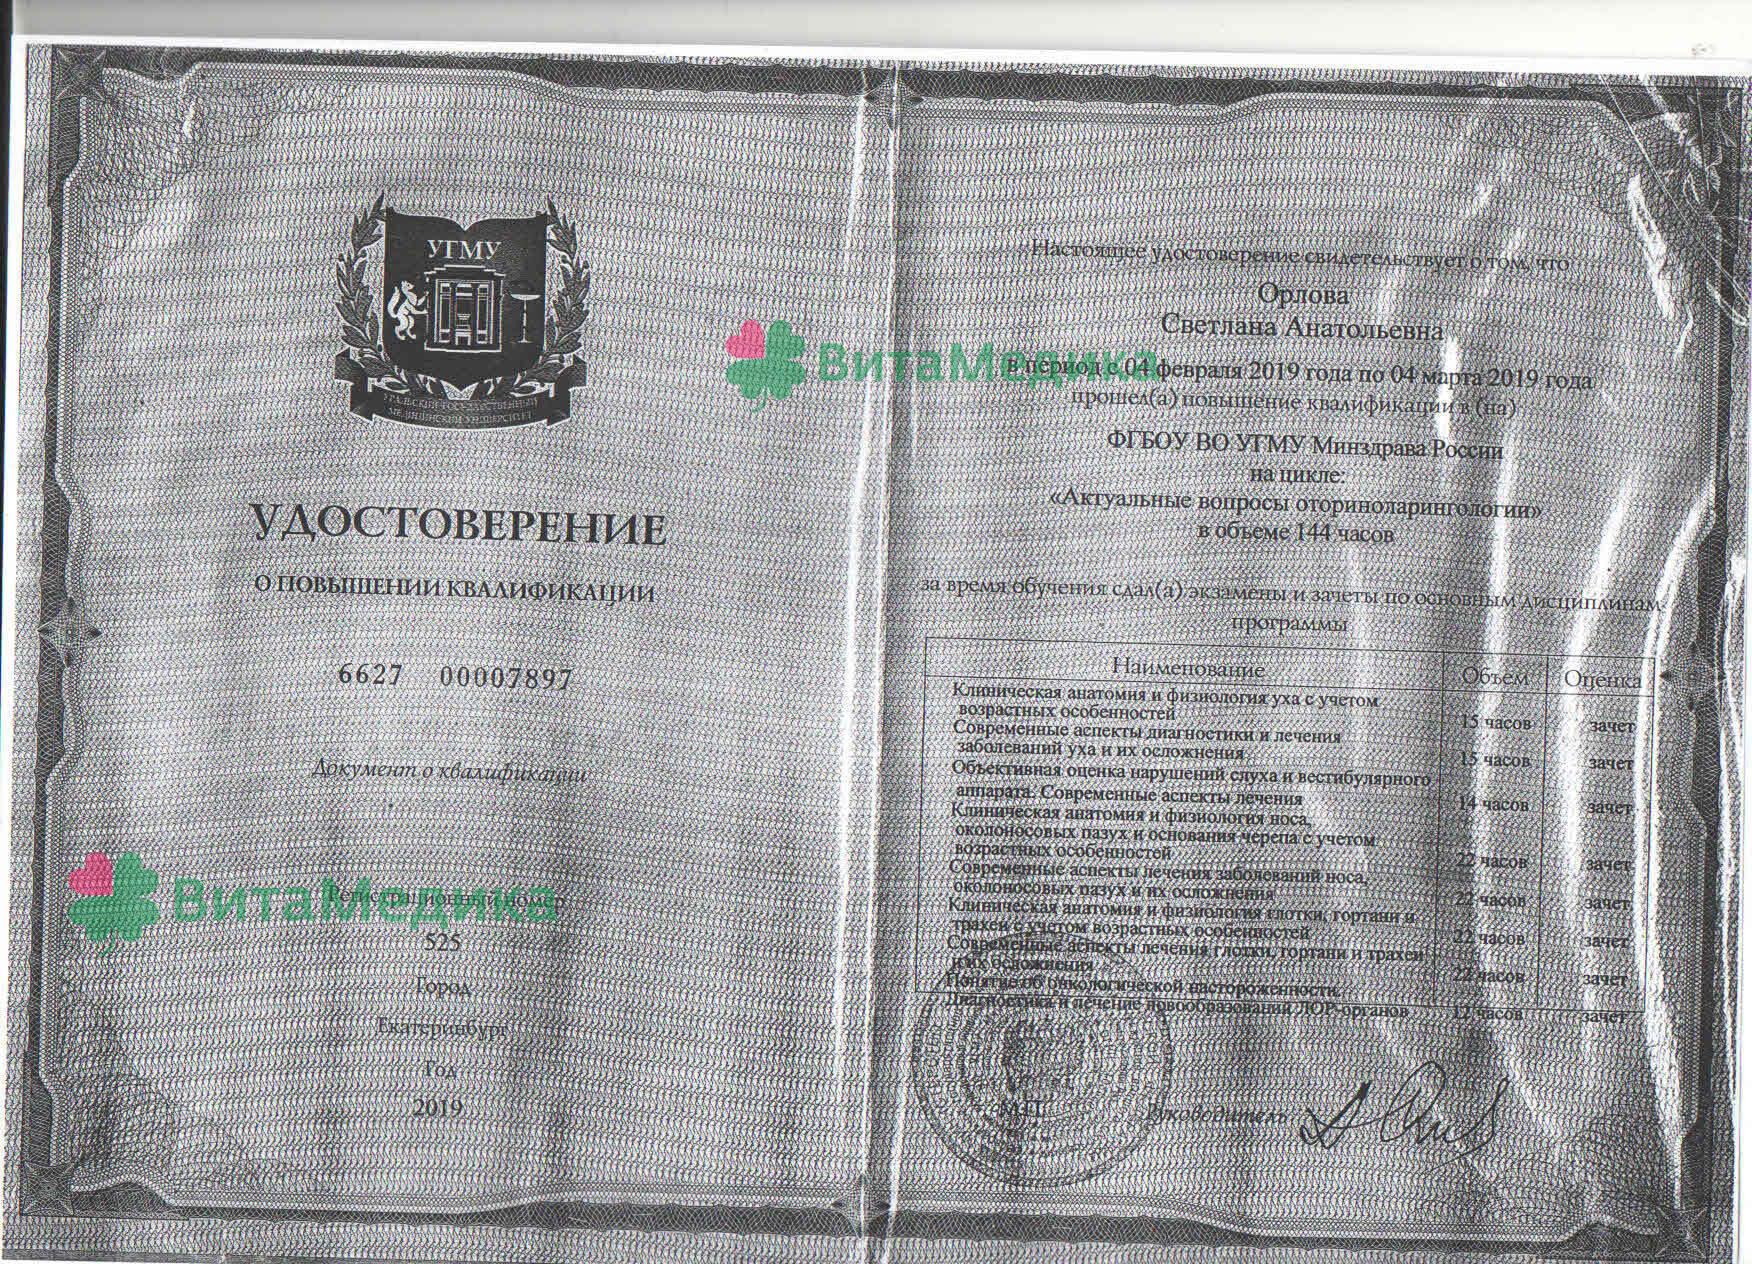 УГМУ
УРАЛЬСКИЙ ГОСУДАРСТВЕННЫЙ
МЕДИЦИНСКИЙ УНИВЕРСИТЕТ
УДОСТОВЕРЕНИЕ
О ПОВЫШЕНИИ КВАЛИФИКАЦИИ
6627 00007897
Документ о квалификации
Регистрационный номер
ВитаМедика
525
Город
Екатеринбург
Год
2019
Настоящее удостоверение свидетельствует о том, что
Орлова
Светлана Анатольевна
ВитаМедика
в период с 04 февраля 2019 года по 04 марта 2019 года
прошел(а) повышение квалификации в (на)
ФГБОУ ВО УГМУ Минздрава России
на цикле:
«Актуальные вопросы оториноларингологии»
в объеме 144 часов
за время обучения сдал(а) экзамены и зачеты по основным дисциплинам
программы
Наименование Объем Оценка
Клиническая анатомия и физиология уха с учетом
возрастных особенностей 15 часов зачет
Современные аспекты диагностики и лечения
заболеваний уха и их осложнения 15 часов зачет
Объективная оценка нарушений слуха и вестибулярного
аппарата. Современные аспекты лечения 14 часов зачет
Клиническая анатомия и физиология носа,
околоносовых пазух и основания черепа с учетом
возрастных особенностей 22 часов зачет
Современные аспекты лечения заболеваний носа,
околоносовых пазух и их осложнения 22 часов зачет
Клиническая анатомия и физиология глотки, гортани и
трахеи с учетом возрастных особенностей 22 часов зачет
Современные аспекты лечения глотки, гортани и трахеи
и их осложнения 22 часов зачет
Понятие об онкологической настороженности.
Диагностика и лечение новообразований ЛОР-органов 12 часов зачет
М.П.
Руководитель